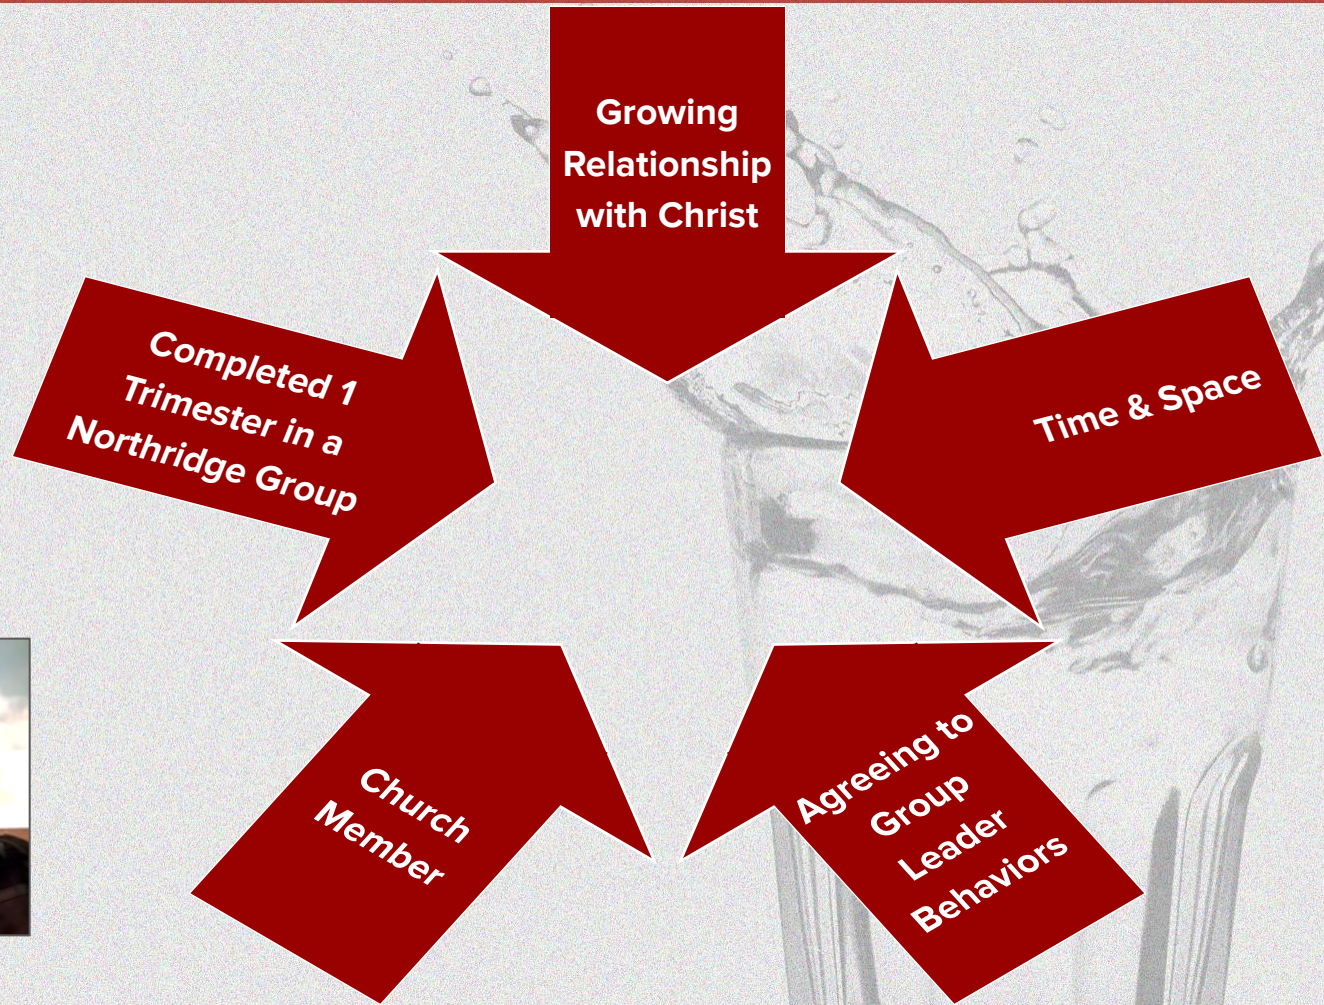 Growing
Relationship
with Christ
Completed 1
Trimester in a
Northridge Group
Time & Space
Church
Member
Agreeing to
Group
Leader
Behaviors